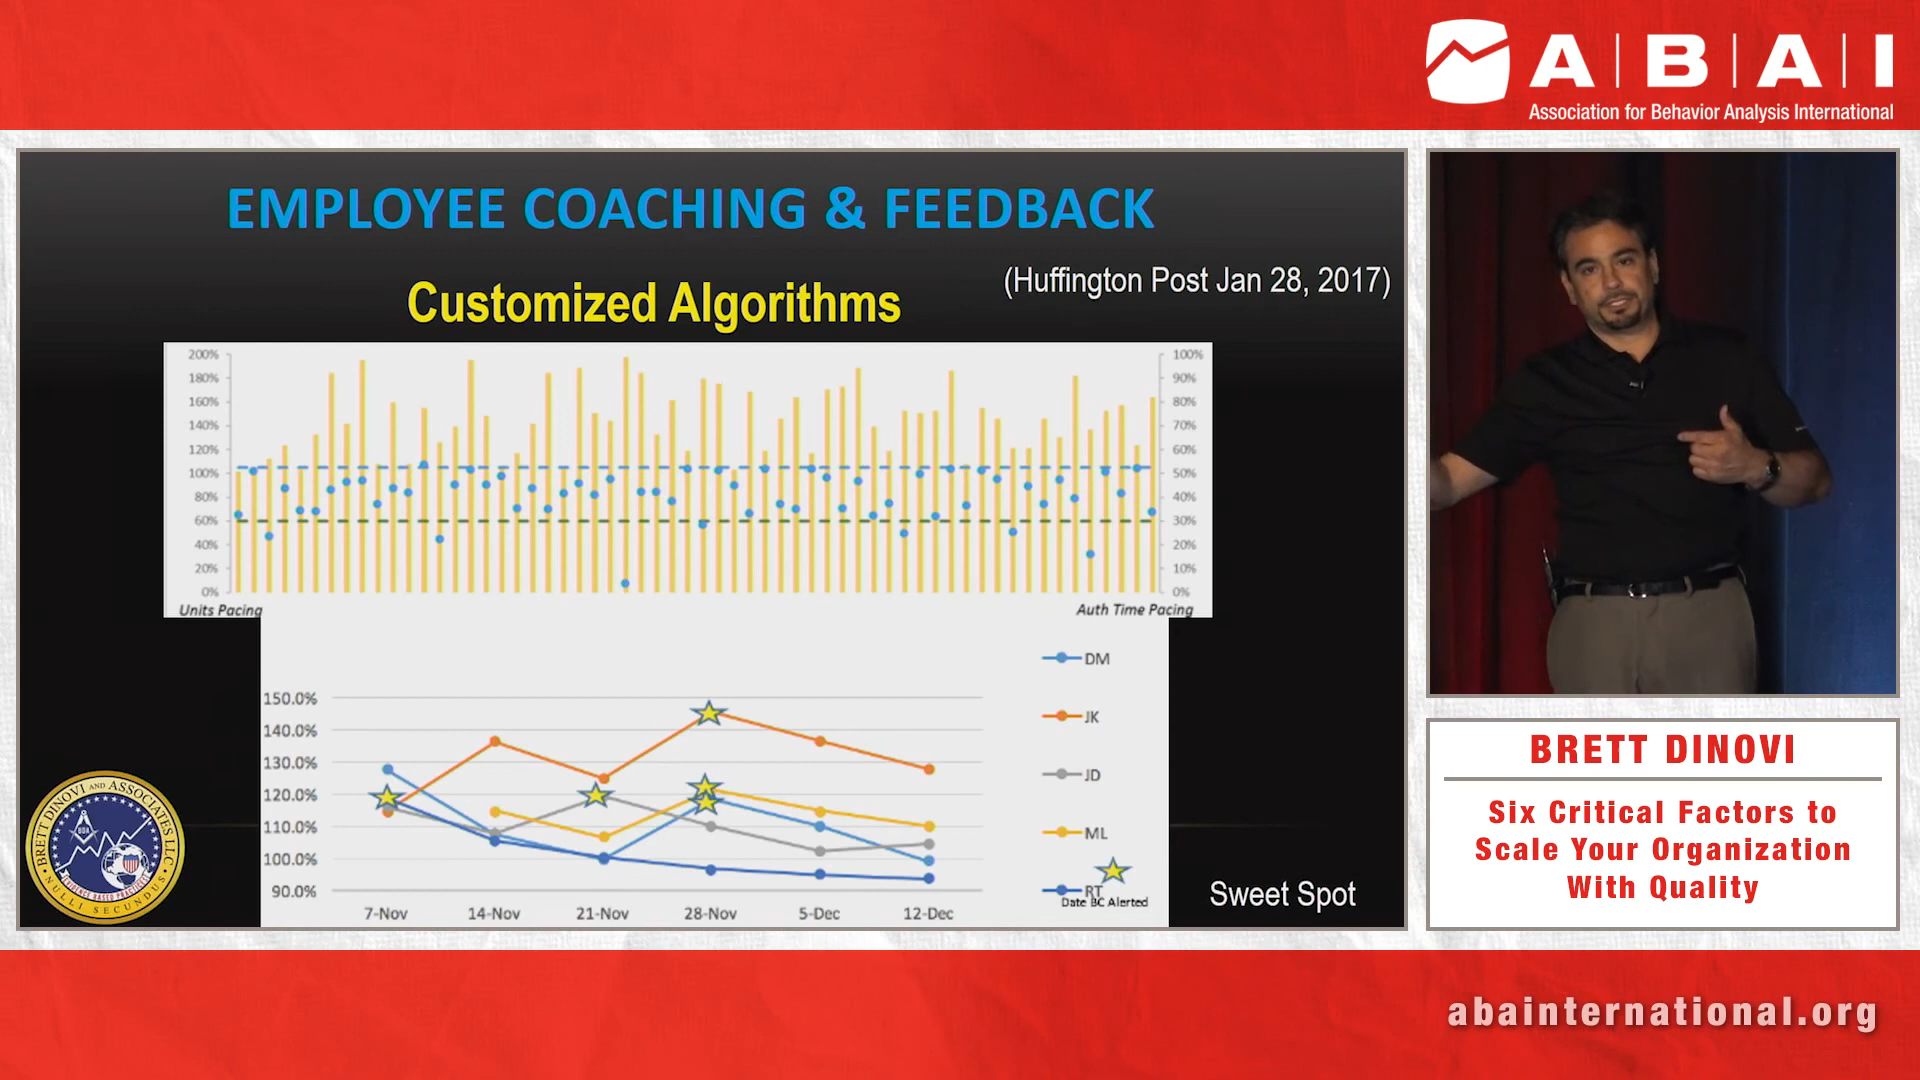 A|B|A|I
Association for Behavior Analysis International
EMPLOYEE COACHING & FEEDBACK
(Huffington Post Jan 28, 2017)
Customized Algorithms
200% 100%
180% 90%
160% 80%
140% 70%
120% 60%
100% 50%
80% 40%
60% 30%
40% 20%
20% 10%
0% 0%
Units Pacing Auth Time Pacing
DM
JK
JD
ML
RT
Date BC Alerted
150.0%
140.0%
130.0%
120.0%
110.0%
100.0%
90.0%
7-Nov 14-Nov 21-Nov 28-Nov 5-Dec 12-Dec
Sweet Spot
BRETT DINOVI AND ASSOCIATES LLC
BDA
EVIDENCE BASED PRACTICES
NULLI SECUNDUS
BRETT DINOVI
Six Critical Factors to
Scale Your Organization
With Quality
abainternational.org